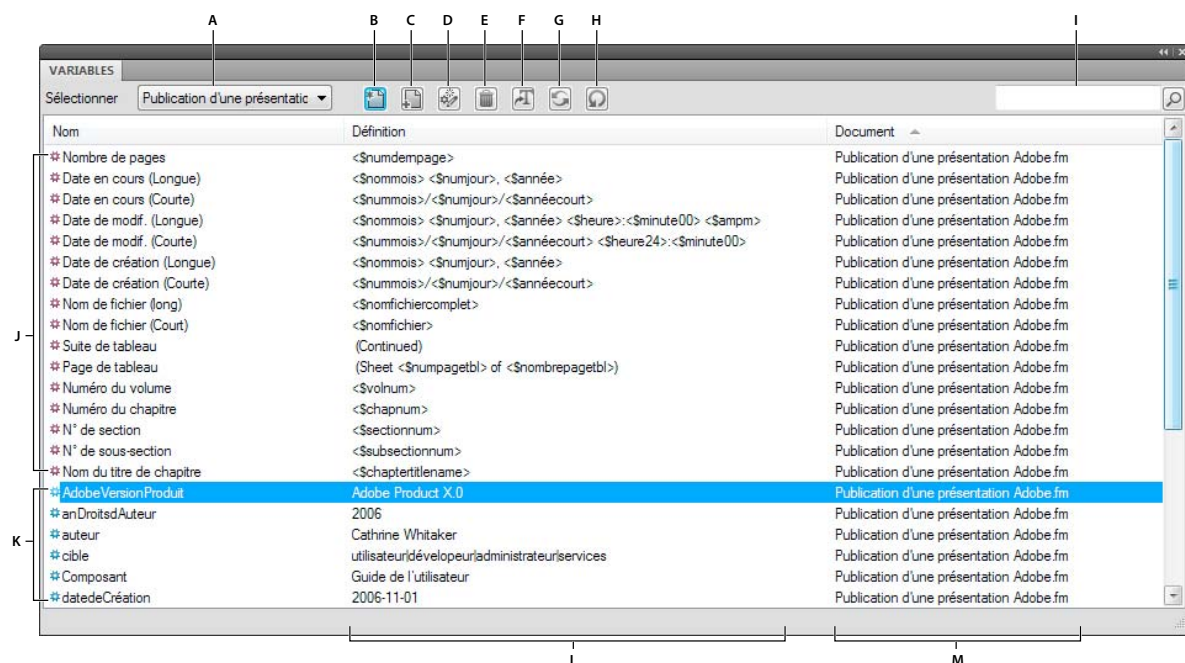 A B C D E F G H I
VARIABLES
Sélectionner Publication d'une présentatic
Nom Définition Document
Nombre de pages <$numdempage> Publication d'une présentation Adobe.fm
Date en cours (Longue) <$nommois> <$numjour>, <$année> Publication d'une présentation Adobe.fm
Date en cours (Courte) <$nummois>/<$numjour>/<$annéecourt> Publication d'une présentation Adobe.fm
Date de modif. (Longue) <$nommois> <$numjour>, <$année> <$heure>:<$minute00> <$ampm> Publication d'une présentation Adobe.fm
Date de modif. (Courte) <$nummois>/<$numjour>/<$annéecourt> <$heure24>:<$minute00> Publication d'une présentation Adobe.fm
Date de création (Longue) <$nommois> <$numjour>, <$année> Publication d'une présentation Adobe.fm
Date de création (Courte) <$nummois>/<$numjour>/<$annéecourt> Publication d'une présentation Adobe.fm
Nom de fichier (long) <$nomfichiercomplet> Publication d'une présentation Adobe.fm
Nom de fichier (Court) <$nomfichier> Publication d'une présentation Adobe.fm
J
Suite de tableau (Continued) Publication d'une présentation Adobe.fm
Page de tableau (Sheet <$numpagetbl> of <$nombrepagetbl>) Publication d'une présentation Adobe.fm
Numéro du volume <$volnum> Publication d'une présentation Adobe.fm
Numéro du chapitre <$chapnum> Publication d'une présentation Adobe.fm
N° de section <$sectionnum> Publication d'une présentation Adobe.fm
N° de sous-section <$subsectionnum> Publication d'une présentation Adobe.fm
Nom du titre de chapitre <$chaptertitlename> Publication d'une présentation Adobe.fm
AdobeVersionProduit Adobe Product X.0 Publication d'une présentation Adobe.fm
anDroitsdAuteur 2006 Publication d'une présentation Adobe.fm
K
auteur Cathrine Whitaker Publication d'une présentation Adobe.fm
cible utilisateur|dévelopeur|administrateur|services Publication d'une présentation Adobe.fm
Composant Guide de l'utilisateur Publication d'une présentation Adobe.fm
datedeCréation 2006-11-01 Publication d'une présentation Adobe.fm
L M